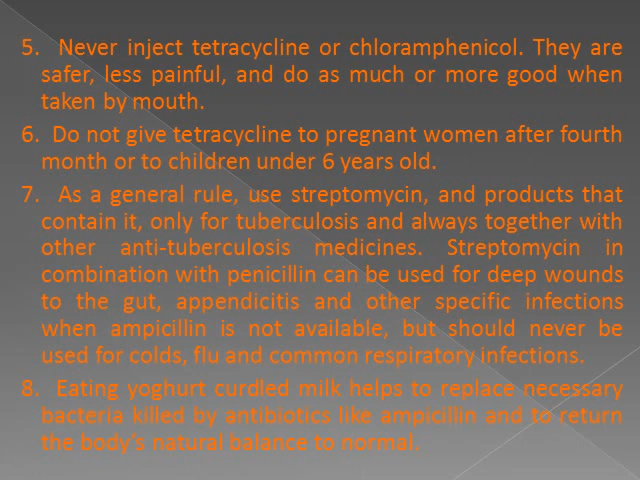 5. Never inject tetracycline or chloramphenicol. They are
safer, less painful, and do as much or more good when
taken by mouth.
6. Do not give tetracycline to pregnant women after fourth
month or to children under 6 years old.
7. As a general rule, use streptomycin, and products that
contain it, only for tuberculosis and always together with
other anti-tuberculosis medicines. Streptomycin in
combination with penicillin can be used for deep wounds
to the gut, appendicitis and other specific infections
when ampicillin is not available, but should never be
used for colds, flu and common respiratory infections.
8. Eating yoghurt curdled milk helps to replace necessary
bacteria killed by antibiotics like ampicillin and to return
the body's natural balance to normal.